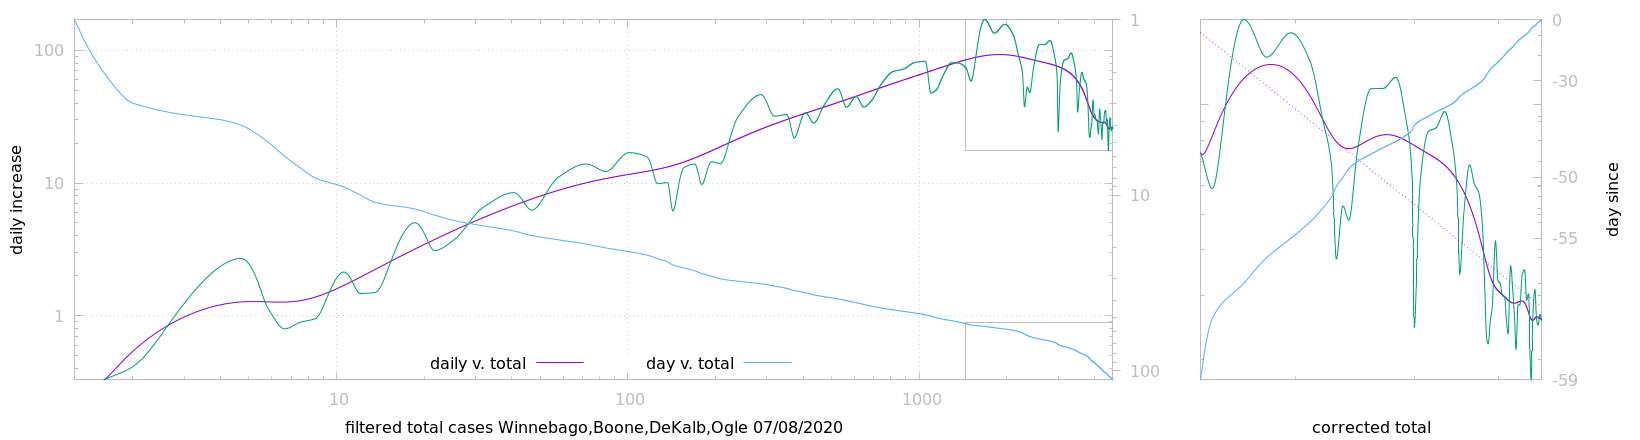 100
10
1
daily increase
daily v. total
day v. total
10
100
1000
filtered total cases Winnebago,Boone,DeKalb,Ogle 07/08/2020
1
10
100
0
-30
-50
-55
-59
day since
corrected total